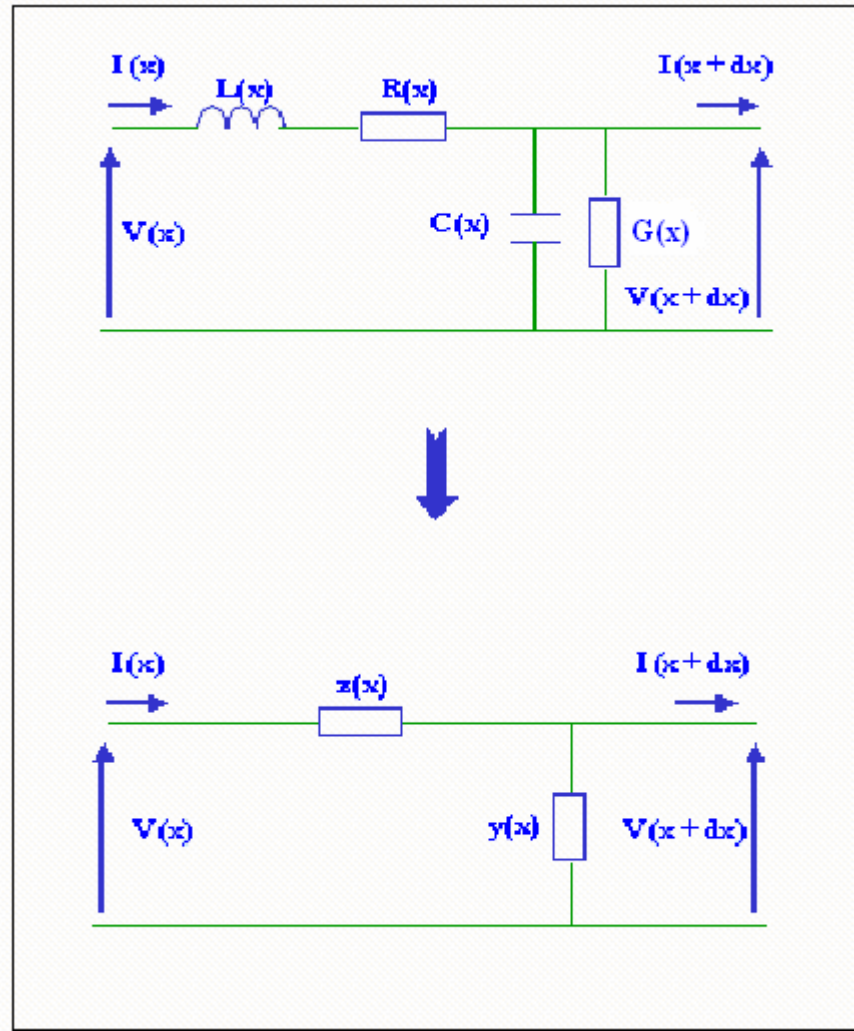 I(x)
L(x)
R(x)
I(x+dx)
V(x)
C(x)
G(x)
V(x+dx)
I(x)
z(x)
I(x+dx)
V(x)
y(x)
V(x+dx)